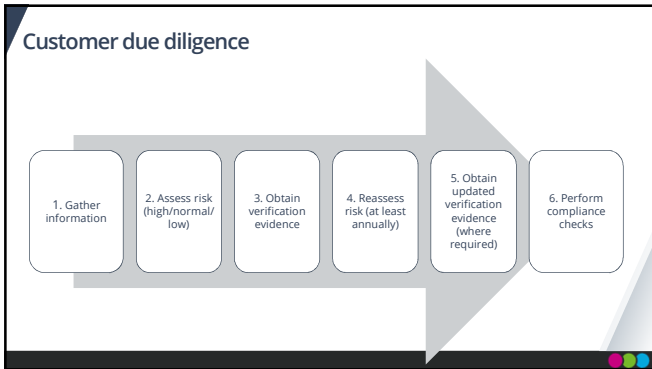 Customer due diligence
1. Gather
information
2. Assess risk
(high/normal/
low)
3. Obtain
verification
evidence
4. Reassess
risk (at least
annually)
5. Obtain
updated
verification
evidence
(where
required)
6. Perform
compliance
checks